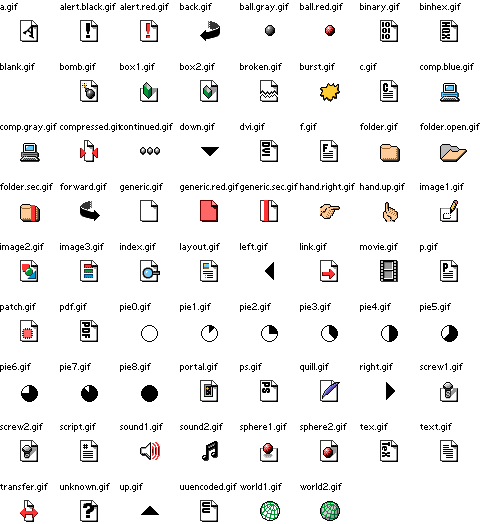 a.gif alert.black.gif alert.red.gif back.gif ball.gray.gif ball.red.gif binary.gif binhex.gif
blank.gif bomb.gif box1.gif box2.gif broken.gif burst.gif c.gif comp.blue.gif
comp.gray.gif compressed.gif continued.gif down.gif dvi.gif f.gif folder.gif folder.open.gif
folder.sec.gif forward.gif generic.gif generic.red.gif generic.sec.gif hand.right.gif hand.up.gif image1.gif
image2.gif image3.gif index.gif layout.gif left.gif link.gif movie.gif p.gif
patch.gif pdf.gif pie0.gif pie1.gif pie2.gif pie3.gif pie4.gif pie5.gif
pie6.gif pie7.gif pie8.gif portal.gif ps.gif quill.gif right.gif screw1.gif
screw2.gif script.gif sound1.gif sound2.gif sphere1.gif sphere2.gif tex.gif text.gif
transfer.gif unknown.gif up.gif uuencoded.gif world1.gif world2.gif